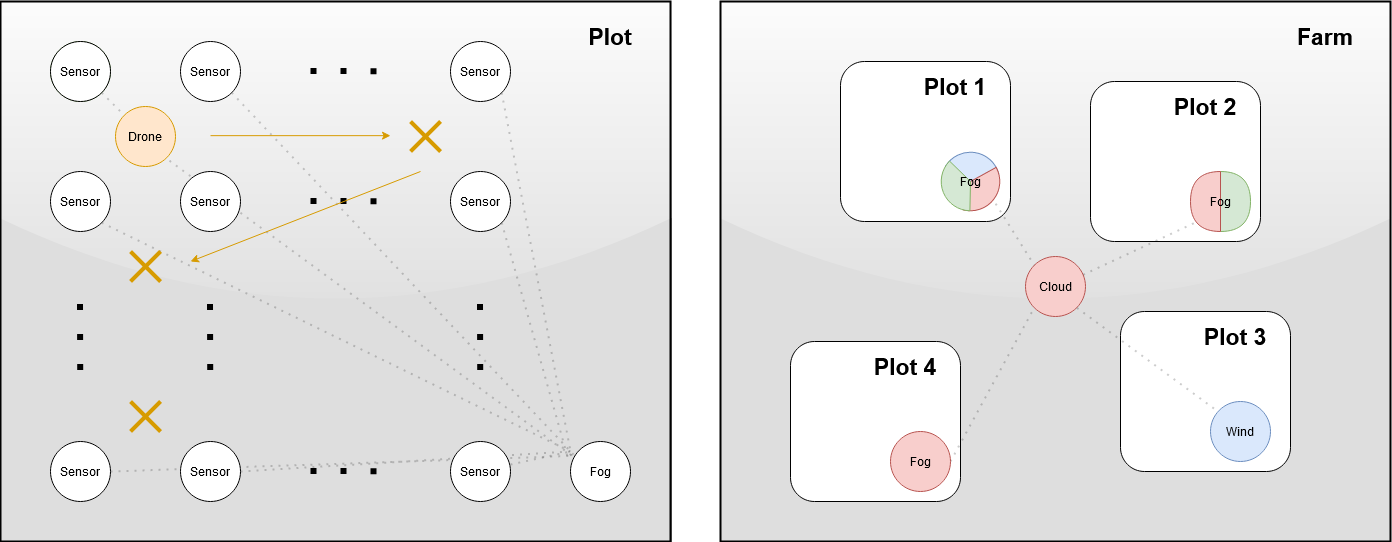 Plot
Sensor
Sensor
Sensor
Drone
Sensor
Sensor
Sensor
Sensor
Sensor
Sensor
Fog
Farm
Plot 1
Fog
Plot 2
Fog
Cloud
Plot 3
Wind
Plot 4
Fog